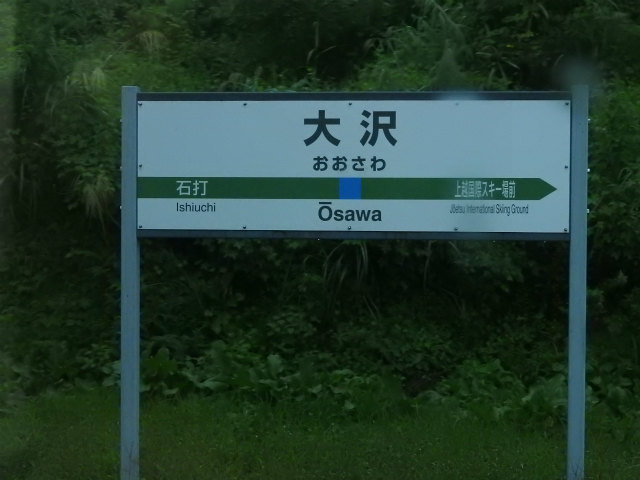 大沢
おおさわ
石打
上越国際スキー場前
Ishiuchi
Ōsawa
Jōetsu International Skiing Ground